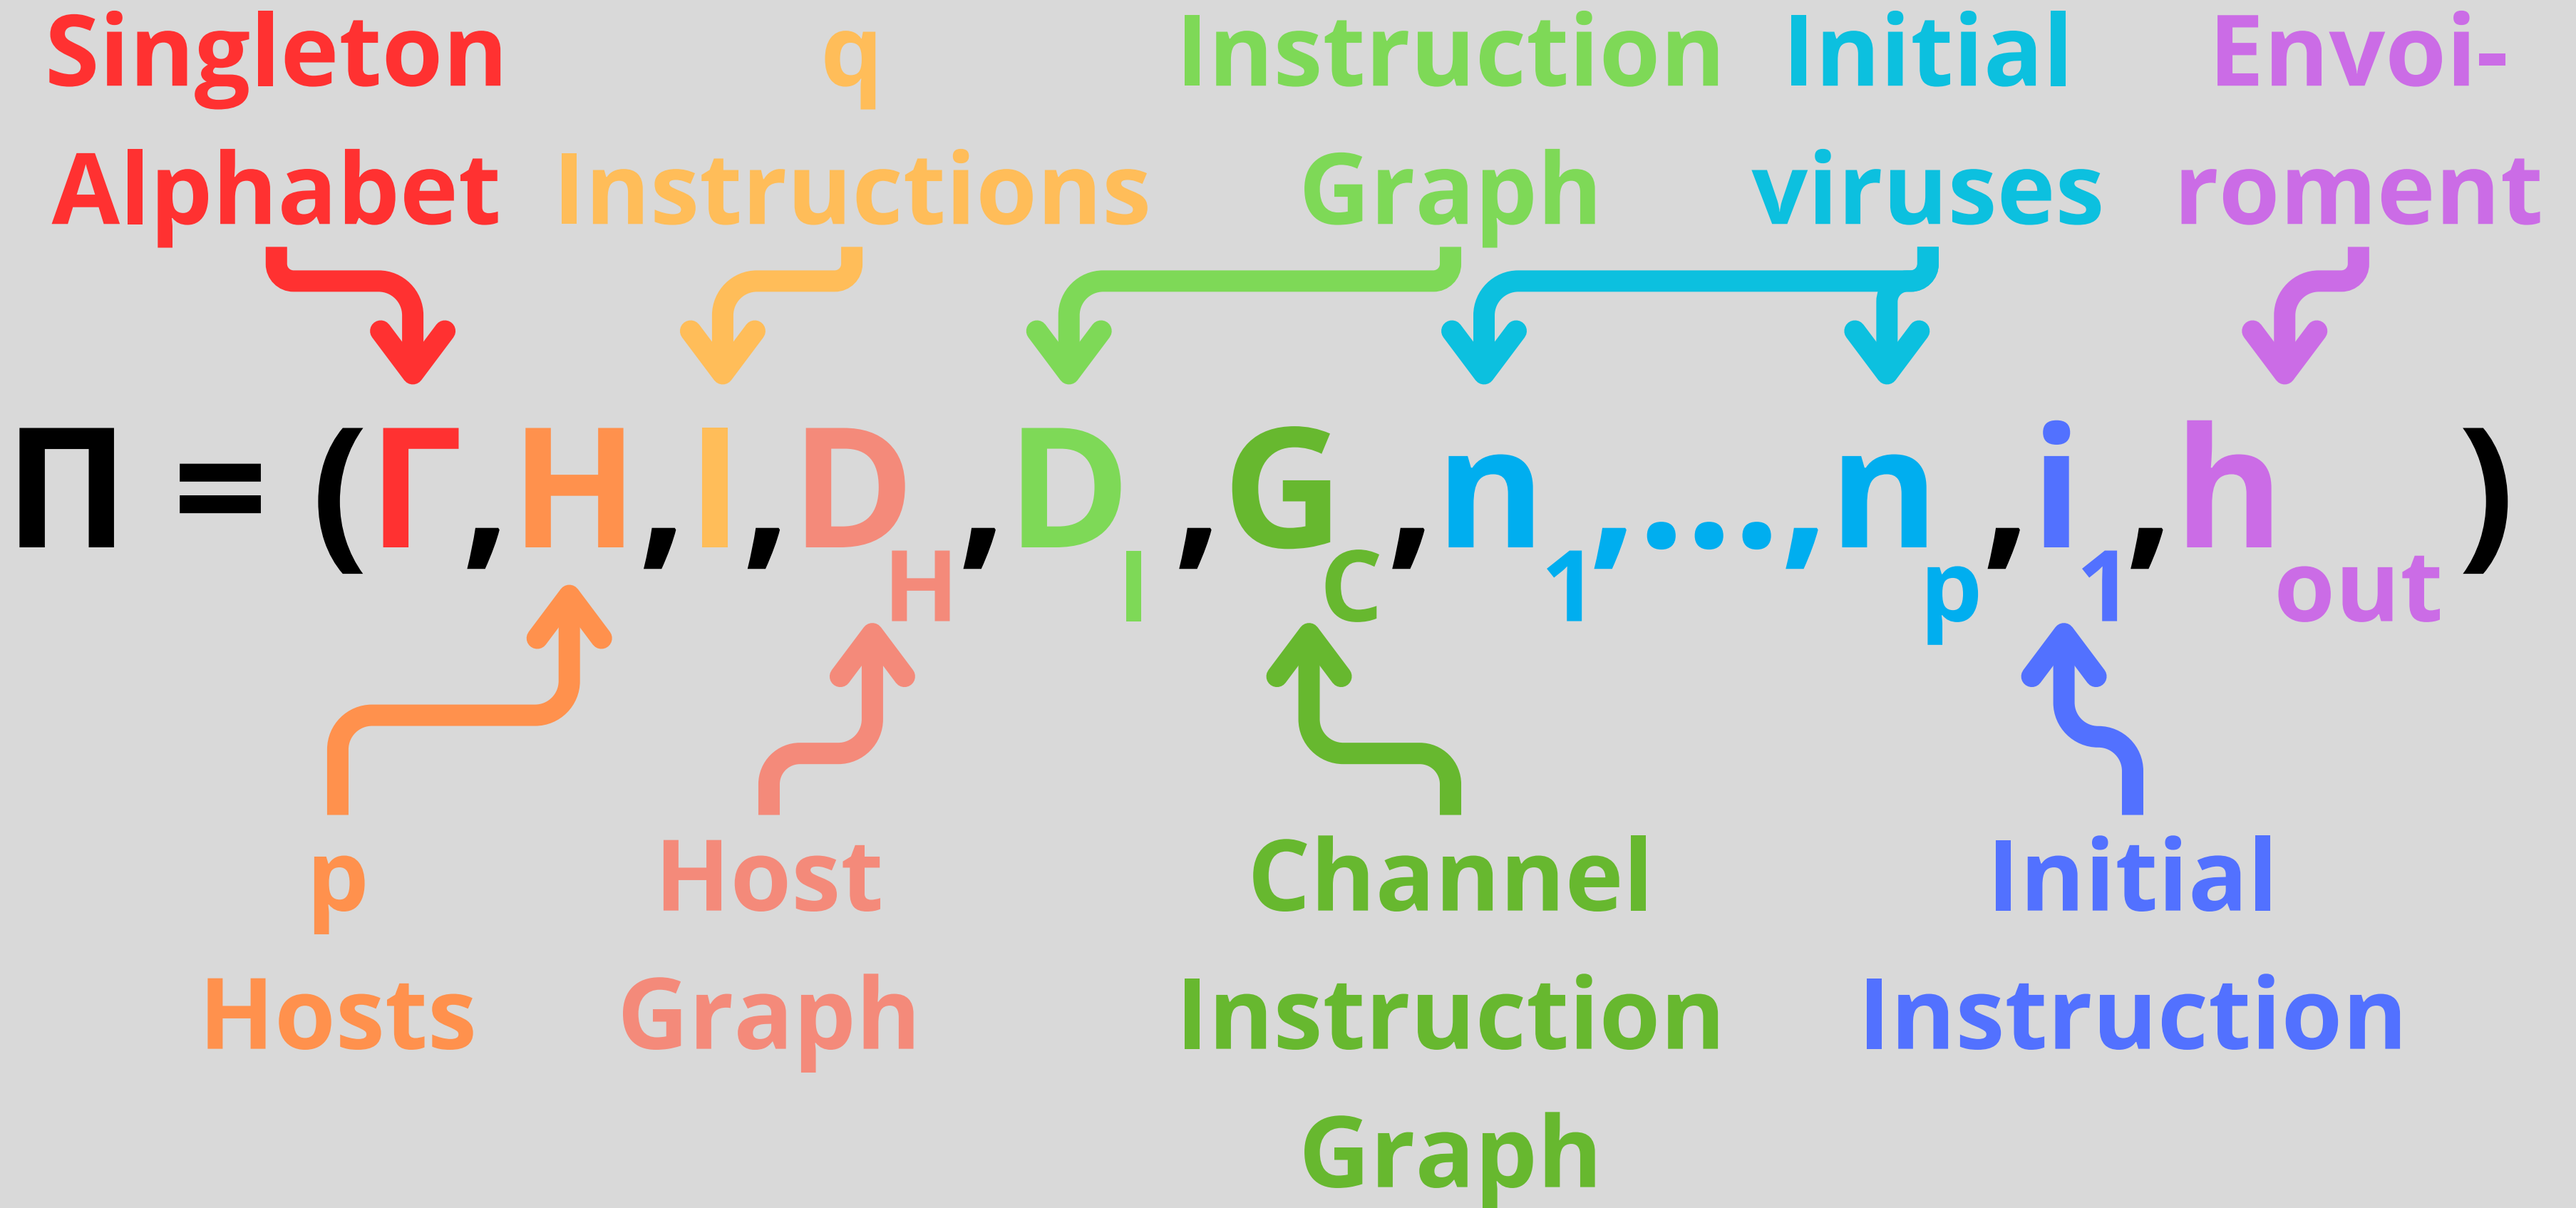 Singleton q Instruction Initial Envoi-
Alphabet Instructions Graph viruses roment
Π = (Γ,H,I,D_H,D_I,G_C,n_1,...,n_p,i_1,h_out)
p Host Channel Initial
Hosts Graph Instruction Instruction
Graph